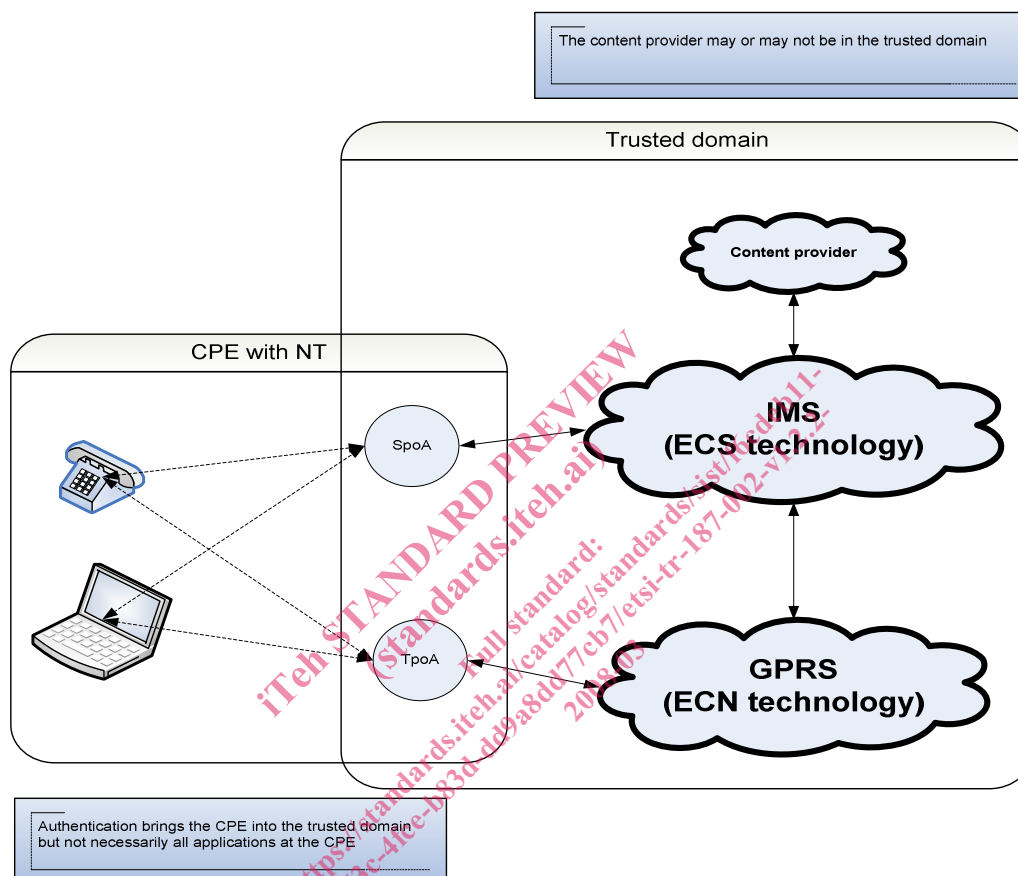 The content provider may or may not be in the trusted domain
Trusted domain
Content provider
CPE with NT
IMS
(ECS technology)
SpoA
TpoA
GPRS
(ECN technology)
Authentication brings the CPE into the trusted domain
but not necessarily all applications at the CPE
iTeh STANDARD PREVIEW
(standards.iteh.ai)
Full standard:
2008-03